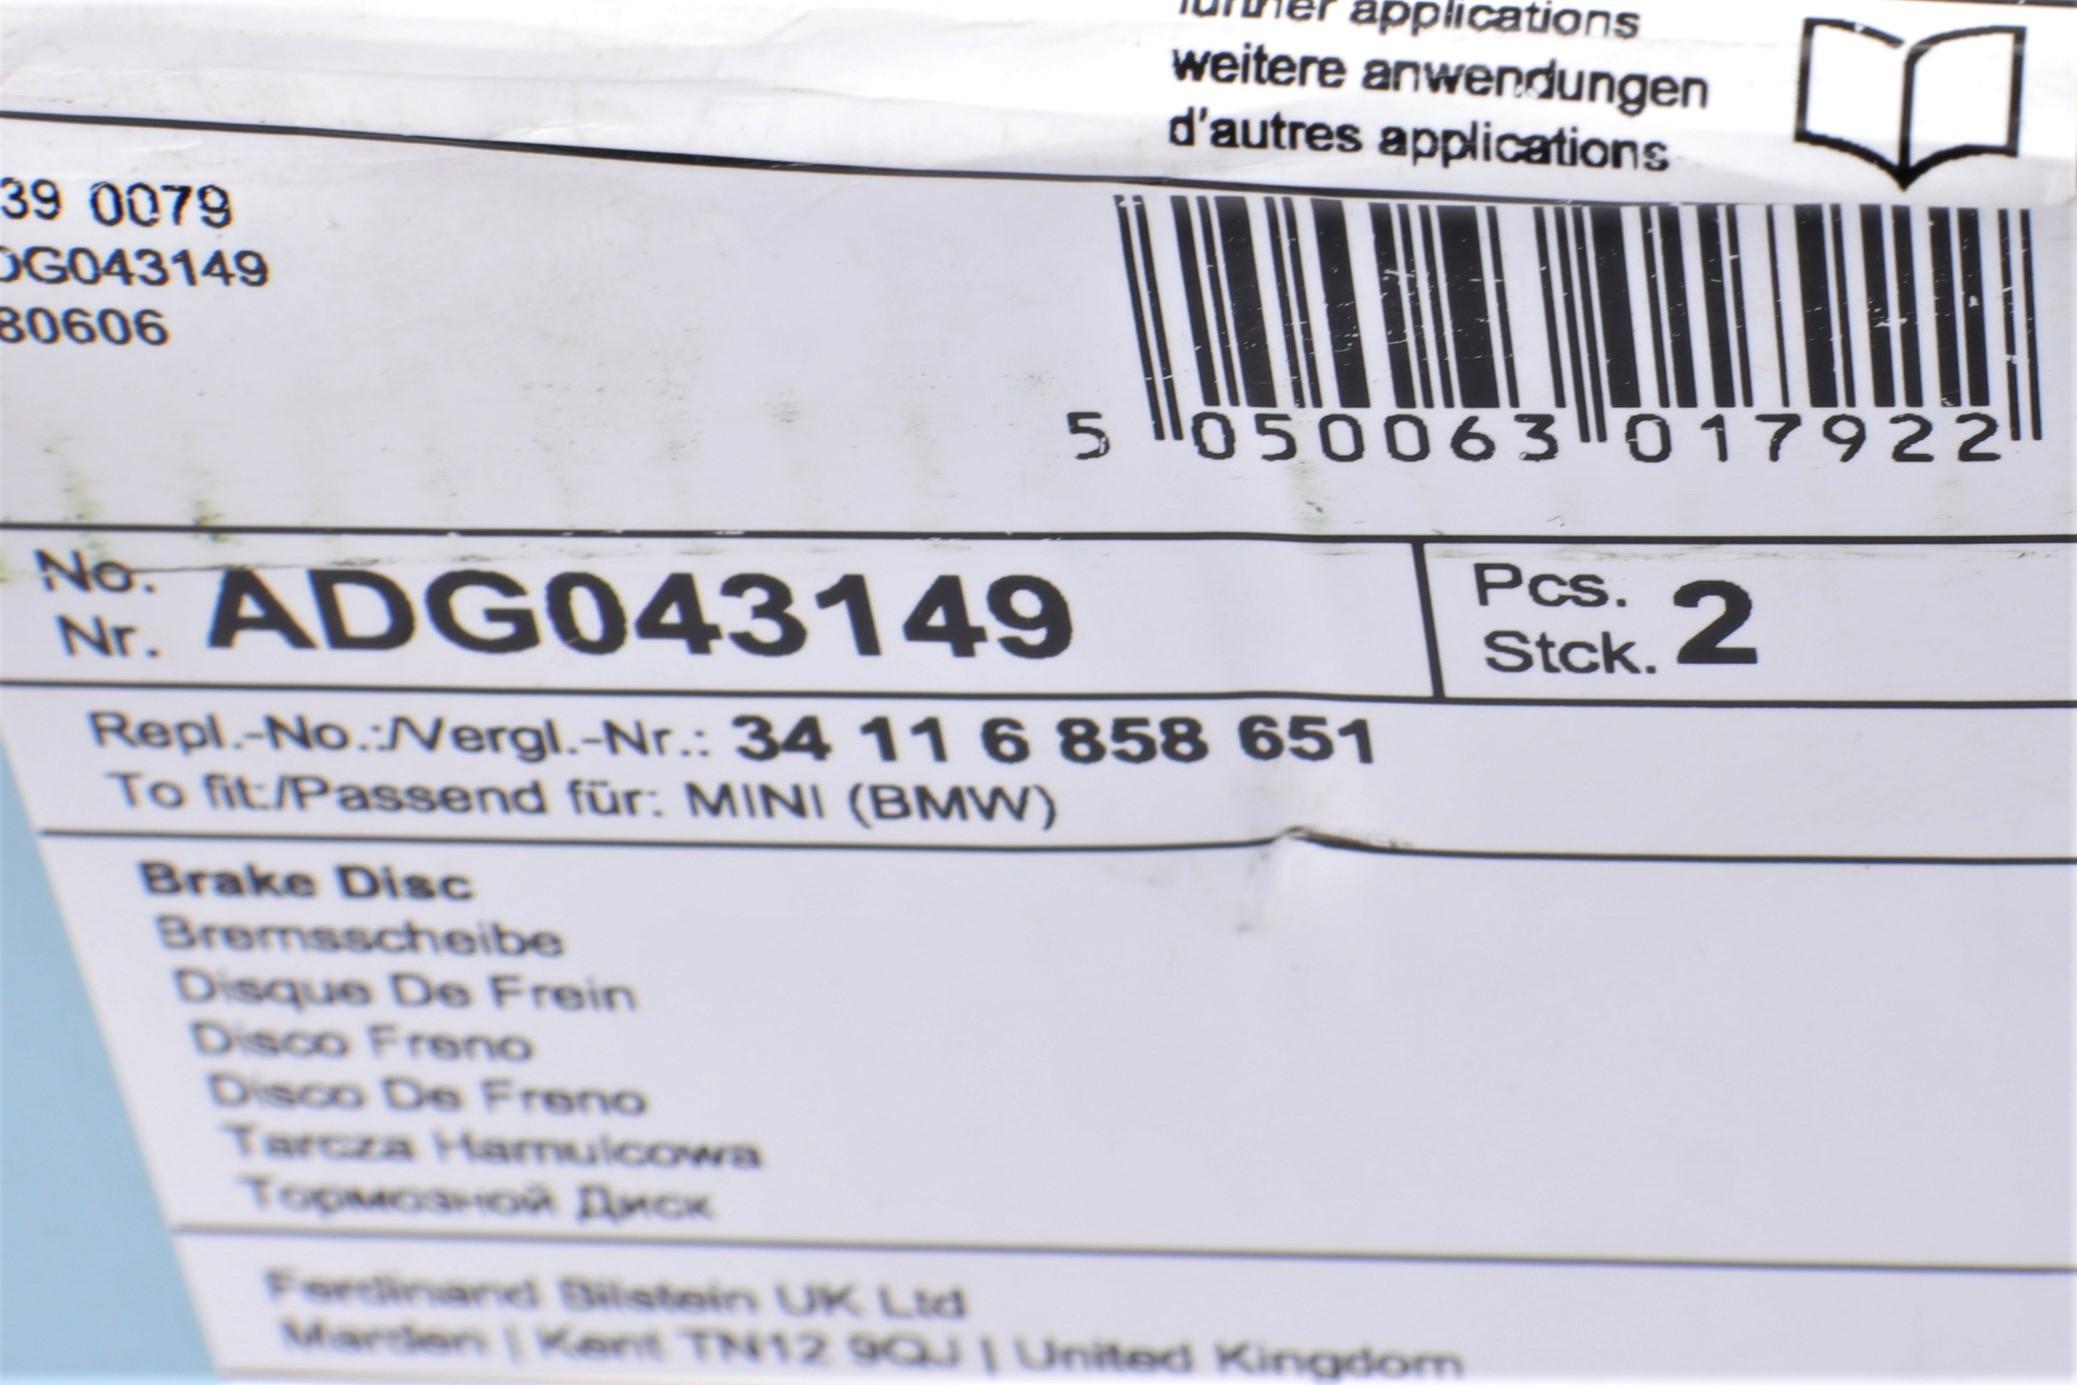 further applications
weitere anwendungen
d'autres applications
39 0079
DG043149
80606
5 050063 017922
No.
Nr. ADG043149
Pcs.
Stck. 2
Repl.-No.:/Vergl.-Nr.: 34 11 6 858 651
To fit:/Passend für: MINI (BMW)
Brake Disc
Bremsscheibe
Disque De Frein
Disco Freno
Disco De Freno
Tarcza Hamulcowa
Тормозной Диск
Ferdinand Bilstein UK Ltd
Marden | Kent TN12 9QJ | United Kingdom